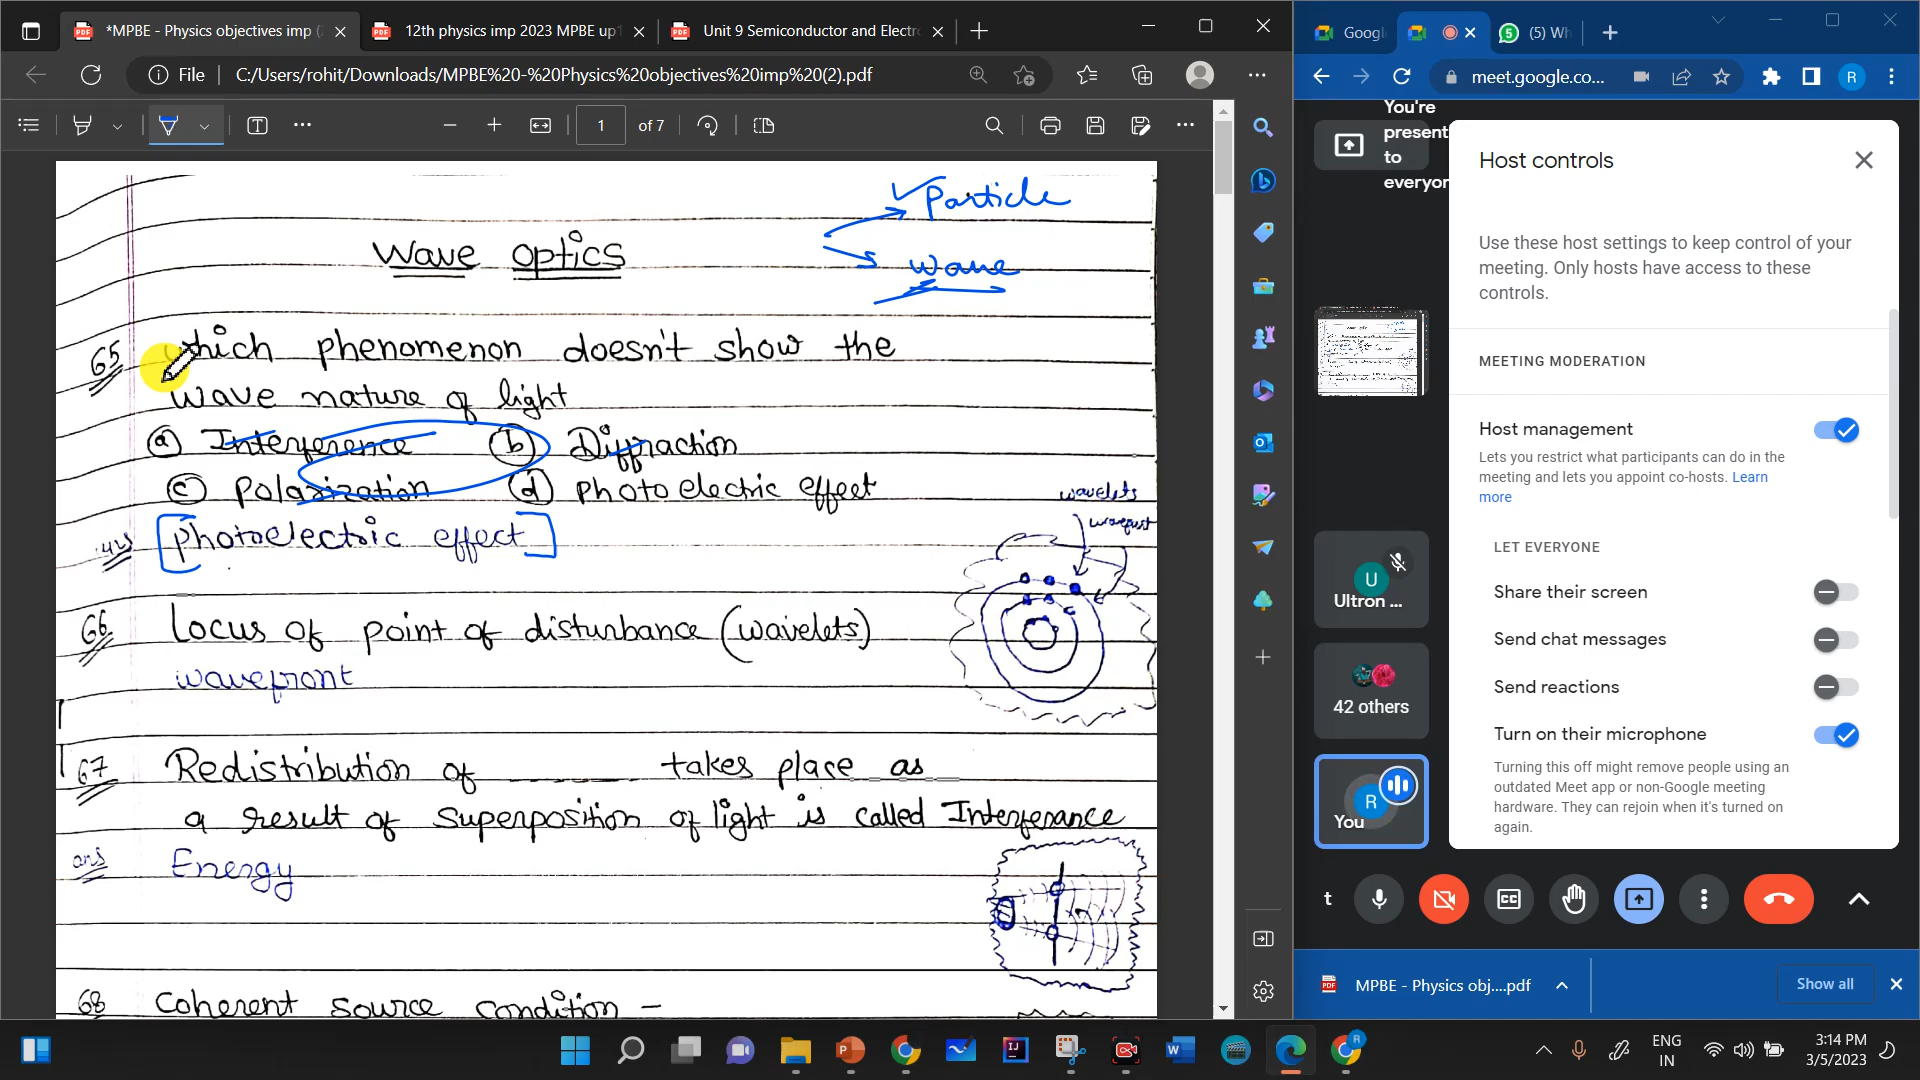 *MPBE - Physics objectives imp (
12th physics imp 2023 MPBE up
Unit 9 Semiconductor and Electr
File
C:/Users/rohit/Downloads/MPBE%20-%20Physics%20objectives%20imp%20(2).pdf
1 of 7
Particle
wave
Wave optics
65 which phenomenon doesn't show the
wave nature of light
(a) Interference (b) Diffraction
(c) polarization (d) photoelectric effect
photoelectric effect
wavelets
66 Locus of point of disturbance (wavelets)
wavefront
67 Redistribution of ______ takes place as
a result of superposition of light is called Interferance
ans Energy
68 Coherent source condition -
Googl
(5) Wh
meet.google.co...
R
You're
present
to
everyon
Host controls
Use these host settings to keep control of your
meeting. Only hosts have access to these
controls.
MEETING MODERATION
Host management
Lets you restrict what participants can do in the
meeting and lets you appoint co-hosts. Learn
more
LET EVERYONE
Share their screen
Send chat messages
Send reactions
Turn on their microphone
Turning this off might remove people using an
outdated Meet app or non-Google meeting
hardware. They can rejoin when it's turned on
again.
U
Ultron ...
42 others
R
You
t
MPBE - Physics obj....pdf
Show all
ENG
IN
3:14 PM
3/5/2023